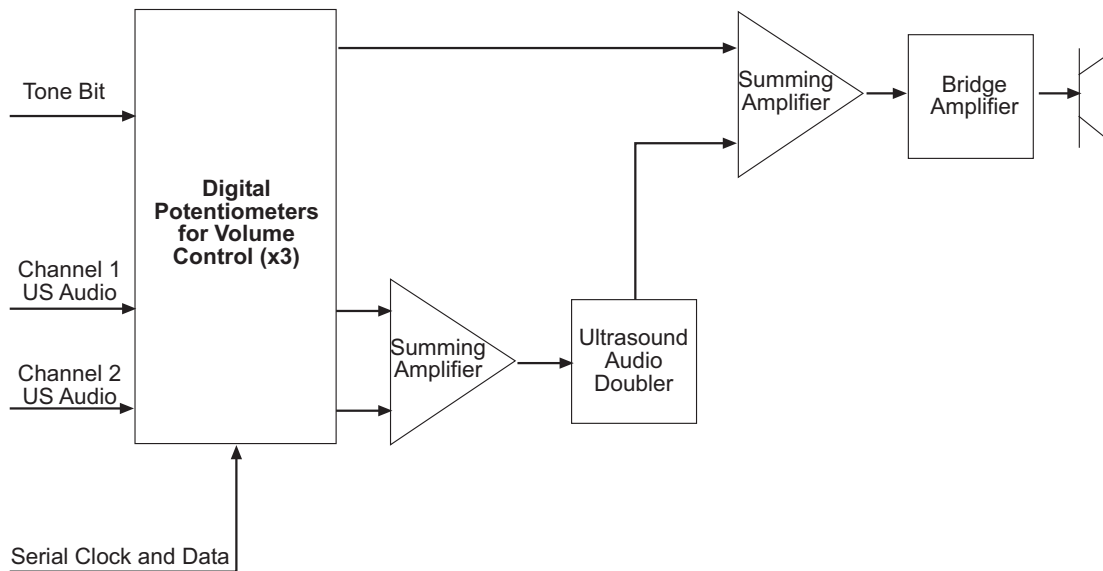 Tone Bit
Channel 1
US Audio
Channel 2
US Audio
Serial Clock and Data
Digital
Potentiometers
for Volume
Control (x3)
Summing
Amplifier
Ultrasound
Audio
Doubler
Summing
Amplifier
Bridge
Amplifier